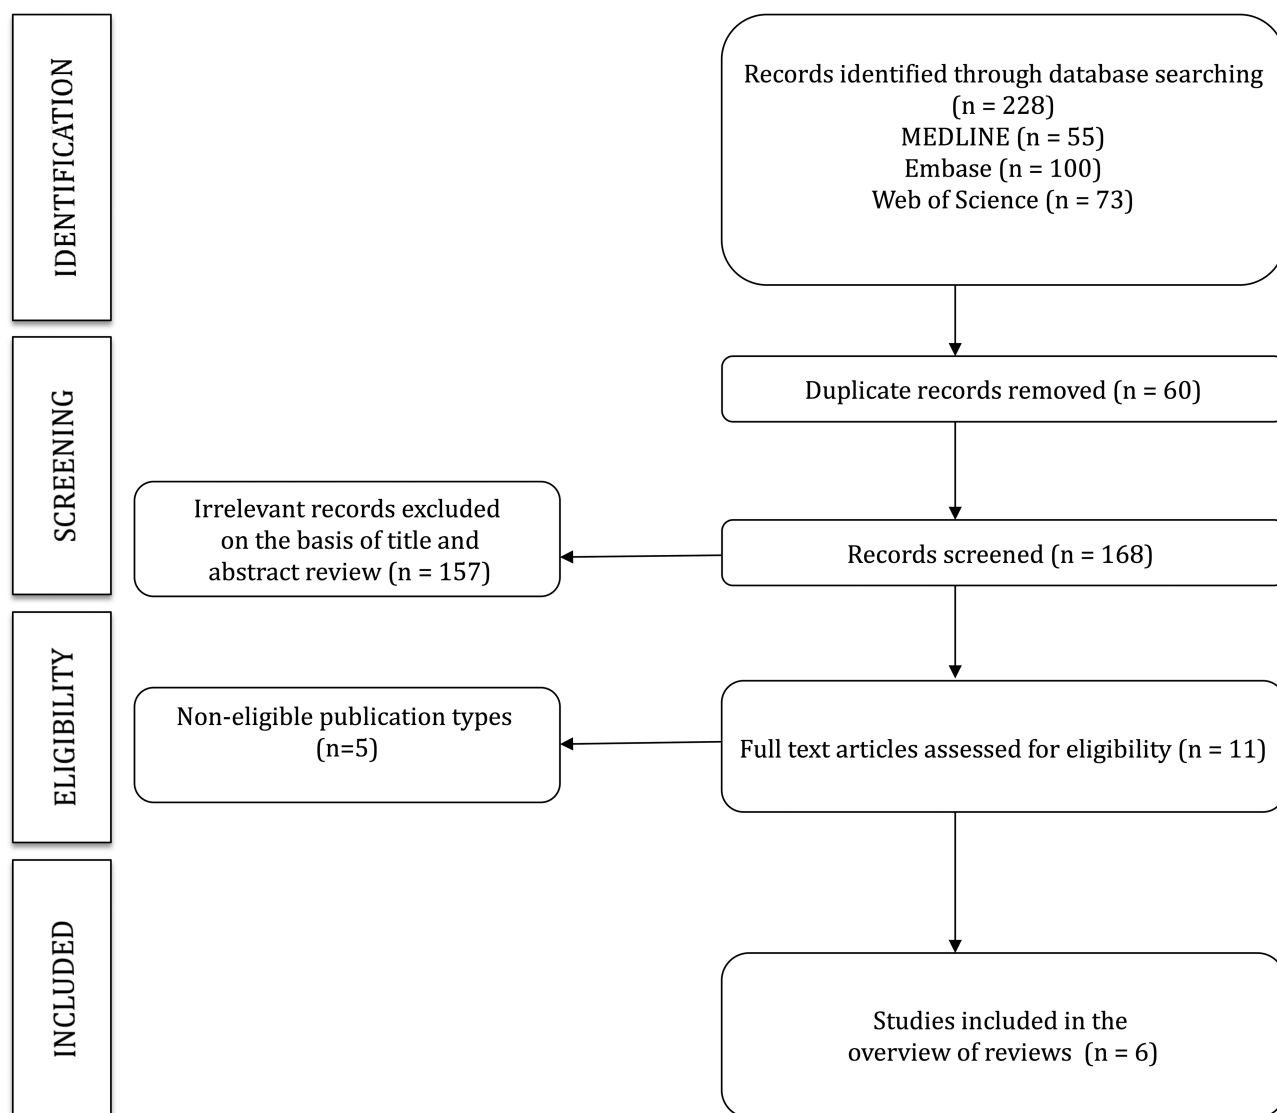 IDENTIFICATION
Records identified through database searching
(n = 228)
MEDLINE (n = 55)
Embase (n = 100)
Web of Science (n = 73)
SCREENING
Duplicate records removed (n = 60)
Irrelevant records excluded
on the basis of title and
abstract review (n = 157)
Records screened (n = 168)
ELIGIBILITY
Non-eligible publication types
(n=5)
Full text articles assessed for eligibility (n = 11)
INCLUDED
Studies included in the
overview of reviews (n = 6)